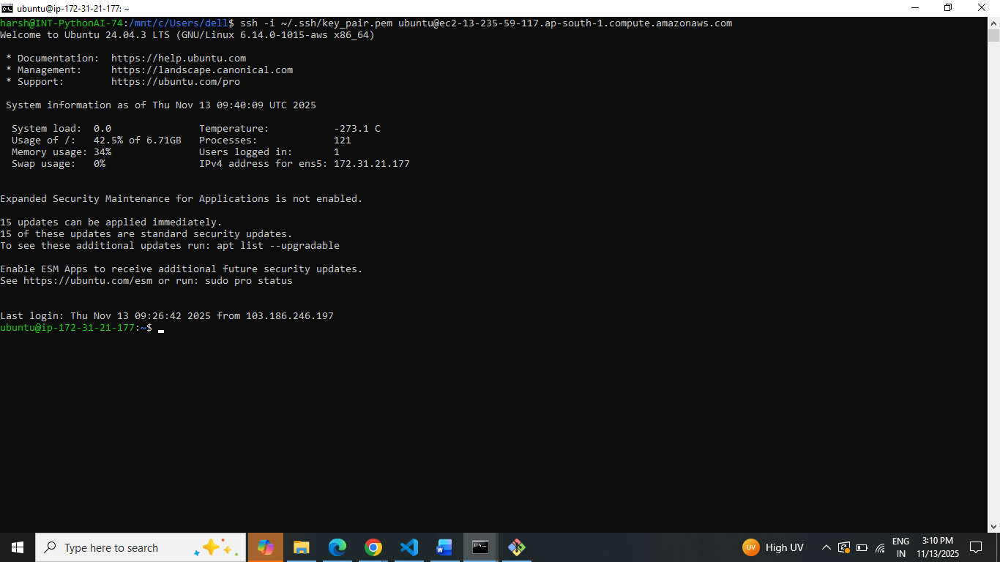 ubuntu@ip-172-31-21-177: ~
harsh@INT-PythonAI-74:/mnt/c/Users/dell$ ssh -i ~/.ssh/key_pair.pem ubuntu@ec2-13-235-59-117.ap-south-1.compute.amazonaws.com
Welcome to Ubuntu 24.04.3 LTS (GNU/Linux 6.14.0-1015-aws x86_64)
* Documentation:  https://help.ubuntu.com
* Management:     https://landscape.canonical.com
* Support:        https://ubuntu.com/pro
System information as of Thu Nov 13 09:40:09 UTC 2025
System load:  0.0               Temperature:           -273.1 C
Usage of /:   42.5% of 6.71GB   Processes:             121
Memory usage: 34%               Users logged in:       1
Swap usage:   0%                IPv4 address for ens5: 172.31.21.177
Expanded Security Maintenance for Applications is not enabled.
15 updates can be applied immediately.
15 of these updates are standard security updates.
To see these additional updates run: apt list --upgradable
Enable ESM Apps to receive additional future security updates.
See https://ubuntu.com/esm or run: sudo pro status
Last login: Thu Nov 13 09:26:42 2025 from 103.186.246.197
ubuntu@ip-172-31-21-177:~$
Type here to search
UV High UV
ENG
IN
3:10 PM
11/13/2025